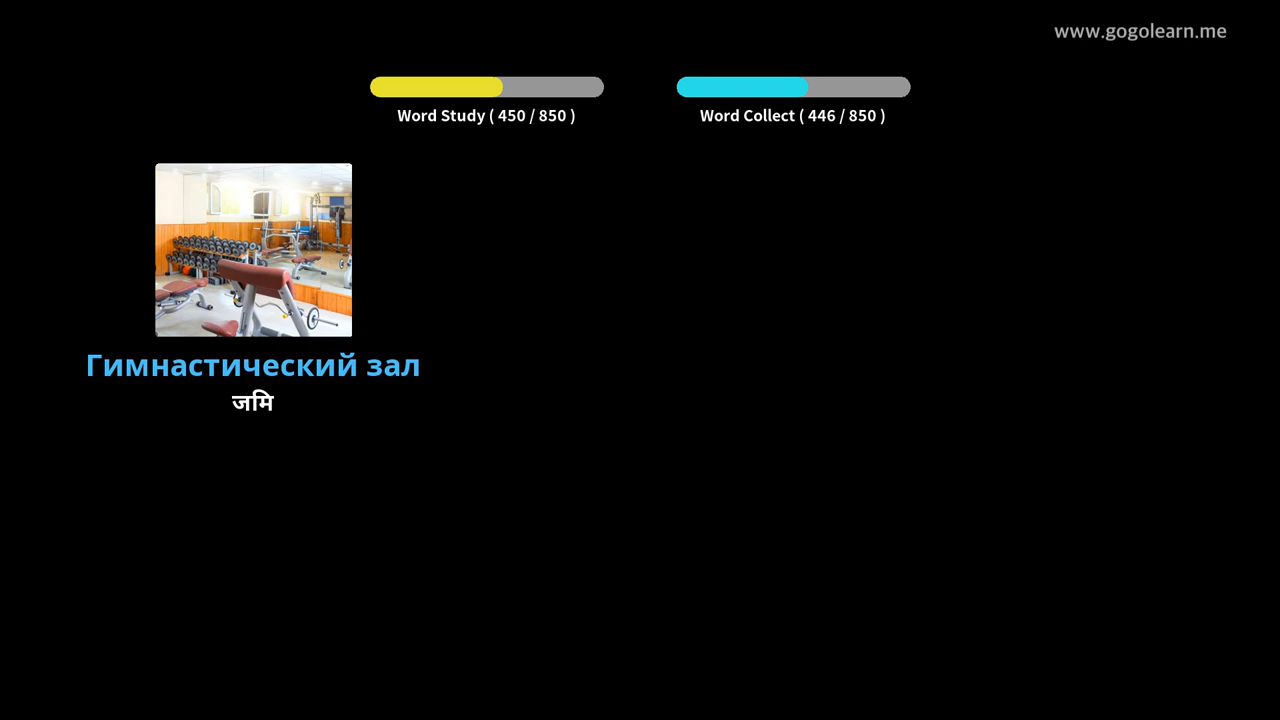 www.gogolearn.me
Word Study ( 450 / 850 )
Word Collect ( 446 / 850 )
Гимнастический зал
जमि